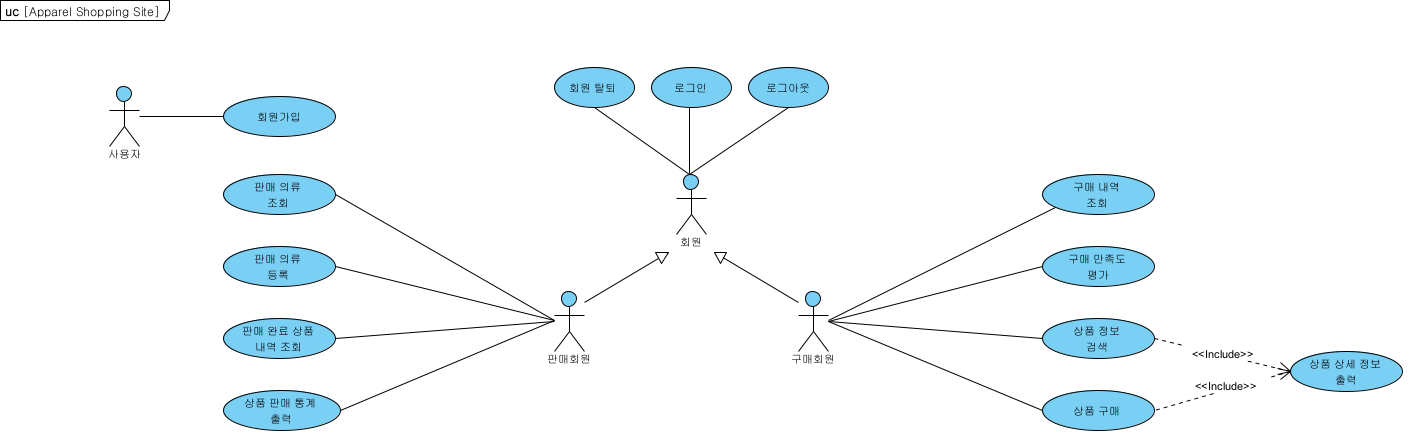 uc [Apparel Shopping Site]
회원 탈퇴
로그인
로그아웃
회원가입
사용자
판매 의류
조회
구매 내역
조회
회원
판매 의류
등록
구매 만족도
평가
판매 완료 상품
내역 조회
상품 정보
검색
판매회원
구매회원
<<Include>>
상품 상세 정보
출력
<<Include>>
상품 판매 통계
출력
상품 구매